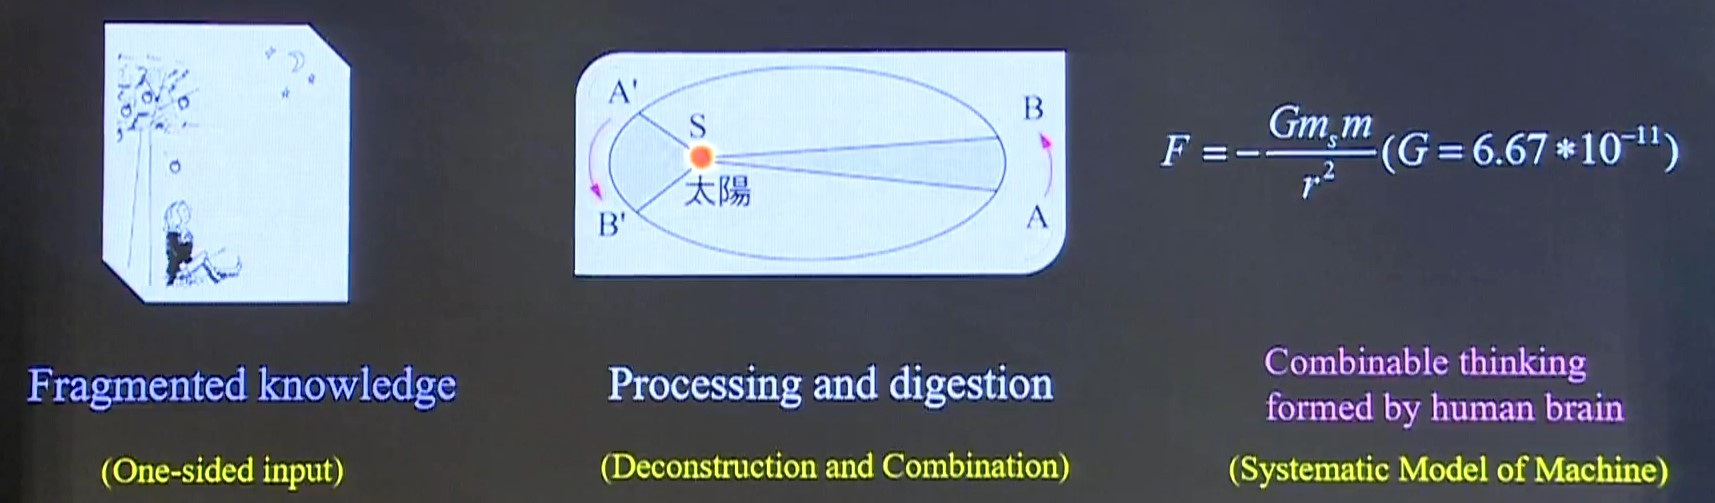 A'
S
B
太陽
B'
A
F = -\frac{Gm_sm}{r^2}(G = 6.67*10^{-11})
Fragmented knowledge
Processing and digestion
Combinable thinking
formed by human brain
(One-sided input)
(Deconstruction and Combination)
(Systematic Model of Machine)